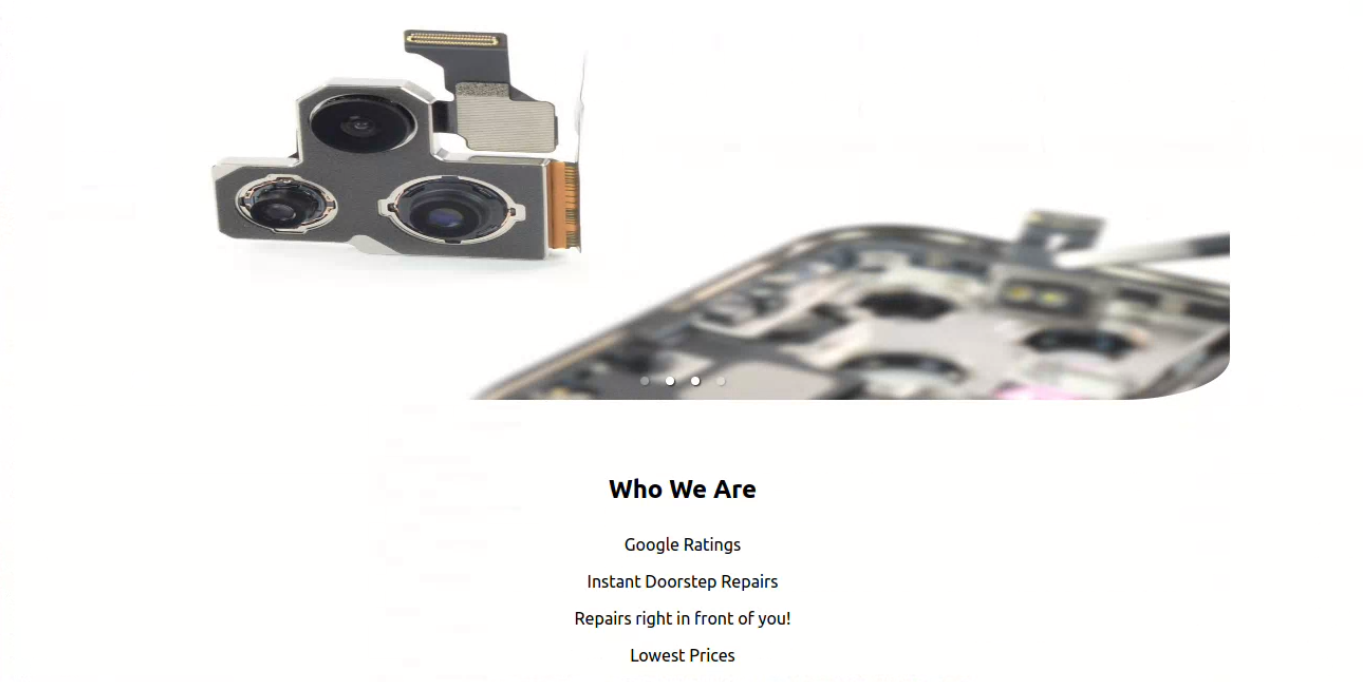 Who We Are
Google Ratings
Instant Doorstep Repairs
Repairs right in front of you!
Lowest Prices